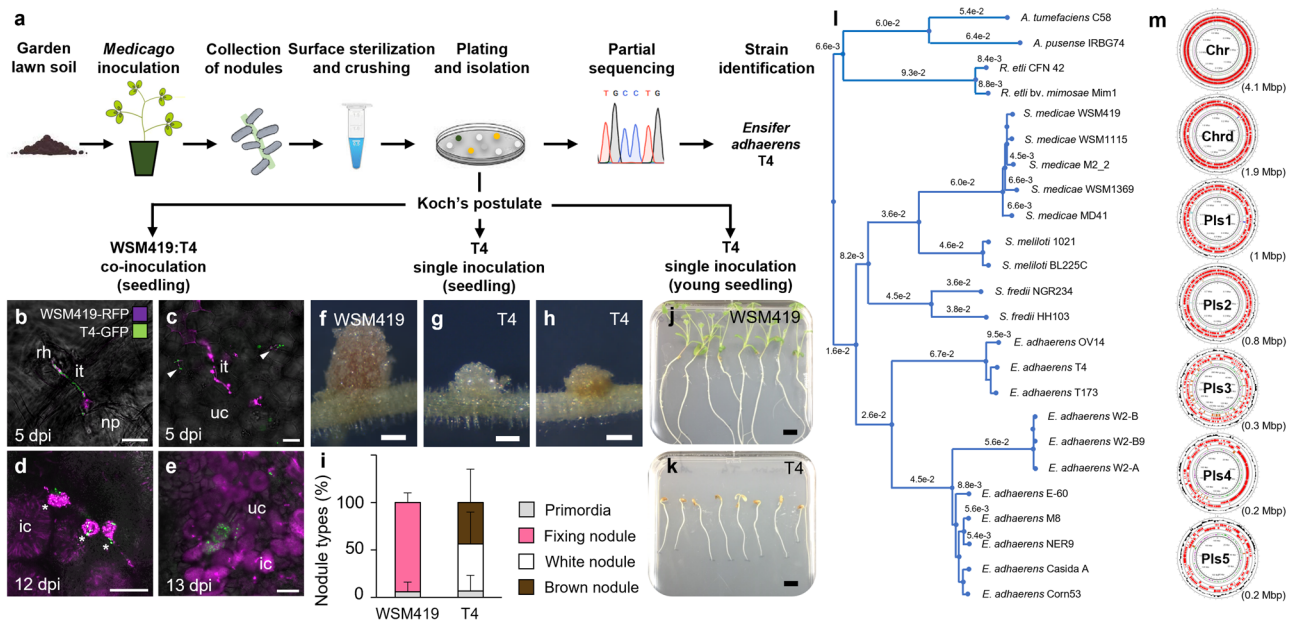 a
Garden
lawn soil
Medicago
inoculation
Collection
of nodules
Surface sterilization
and crushing
Plating
and isolation
Partial
sequencing
Strain
identification
T G C C T G
Ensifer
adhaerens
T4
Koch's postulate
WSM419:T4
co-inoculation
(seedling)
T4
single inoculation
(seedling)
T4
single inoculation
(young seedling)
b
WSM419-RFP
T4-GFP
rh
it
np
5 dpi
c
it
uc
5 dpi
d
ic
*
*
*
12 dpi
e
uc
ic
13 dpi
f
WSM419
g
T4
h
T4
i
Nodule types (%)
100
50
0
WSM419
T4
Primordia
Fixing nodule
White nodule
Brown nodule
j
WSM419
k
T4
l
5.4e-2
A. tumefaciens C58
6.0e-2
6.4e-2
A. pusense IRBG74
6.6e-3
8.4e-3
R. etli CFN 42
9.3e-2
8.8e-3
R. etli bv. mimosae Mim1
S. medicae WSM419
S. medicae WSM1115
4.5e-3
S. medicae M2_2
6.0e-2
6.6e-3
S. medicae WSM1369
6.6e-3
S. medicae MD41
3.6e-2
S. meliloti 1021
4.6e-2
S. meliloti BL225C
8.2e-3
3.6e-2
S. fredii NGR234
4.5e-2
3.8e-2
S. fredii HH103
1.6e-2
9.5e-3
E. adhaerens OV14
6.7e-2
E. adhaerens T4
E. adhaerens T173
2.6e-2
E. adhaerens W2-B
5.6e-2
E. adhaerens W2-B9
E. adhaerens W2-A
4.5e-2
8.8e-3
E. adhaerens E-60
5.6e-3
E. adhaerens M8
5.4e-3
E. adhaerens NER9
E. adhaerens Casida A
E. adhaerens Corn53
m
Chr
(4.1 Mbp)
Chrd
(1.9 Mbp)
Pls1
(1 Mbp)
Pls2
(0.8 Mbp)
Pls3
(0.3 Mbp)
Pls4
(0.2 Mbp)
Pls5
(0.2 Mbp)